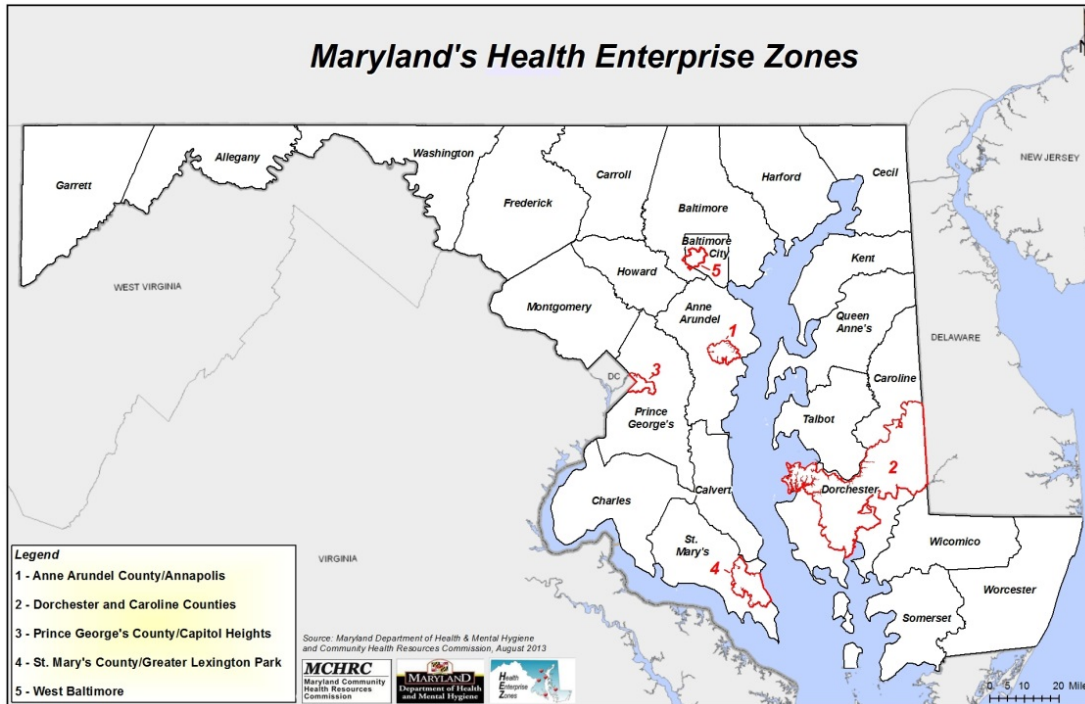 Maryland's Health Enterprise Zones
Garrett
Allegany
Washington
Frederick
Carroll
Baltimore
Harford
Cecil
NEW JERSEY
Baltimore
City
5
Kent
Howard
WEST VIRGINIA
Montgomery
Anne
Arundel
1
Queen
Anne's
DELAWARE
3
DC
Caroline
Prince
George's
Talbot
2
Dorchester
Charles
Calvert
St.
Mary's
4
Wicomico
Worcester
Somerset
VIRGINIA
Legend
1 - Anne Arundel County/Annapolis
2 - Dorchester and Caroline Counties
3 - Prince George's County/Capitol Heights
4 - St. Mary's County/Greater Lexington Park
5 - West Baltimore
Source: Maryland Department of Health & Mental Hygiene
and Community Health Resources Commission, August 2013
MCHRC
Maryland Community
Health Resources
Commission
MARYLAND
Department of Health
and Mental Hygiene
Health
Enterprise
Zones
0 5 10 20 Mile